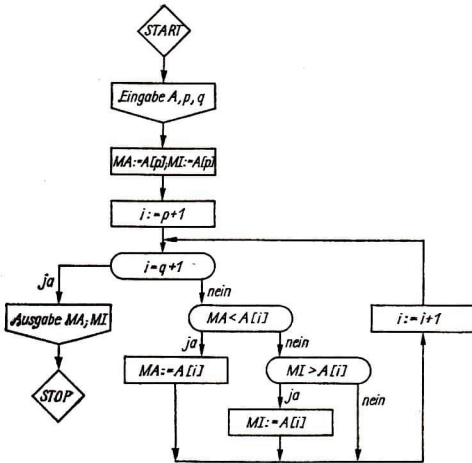 START
Eingabe A, p, q
MA:=A[p];MI:=A[p]
i:=p+1
i=q+1
ja
nein
Ausgabe MA; MI
MA<A[i]
i:=i+1
ja
nein
MA:=A[i]
MI>A[i]
STOP
ja
nein
MI:=A[i]